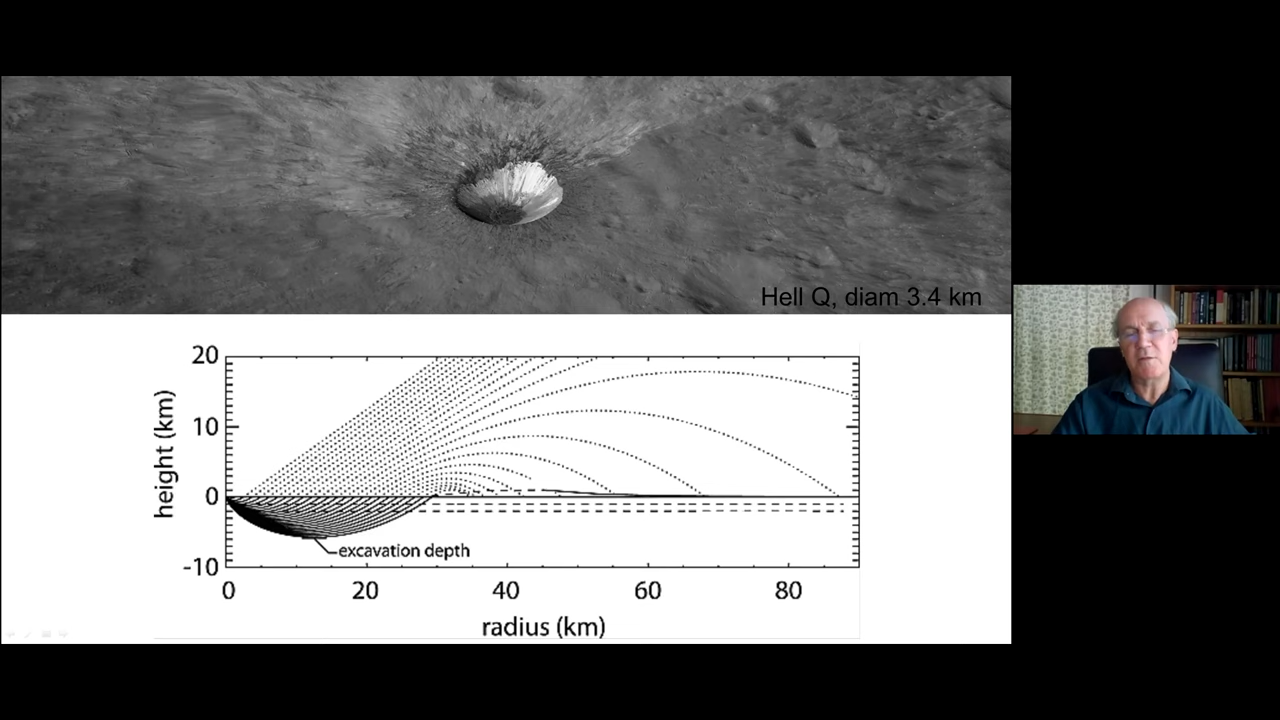 Hell Q, diam 3.4 km
20
10
0
-10
height (km)
excavation depth
0 20 40 60 80
radius (km)